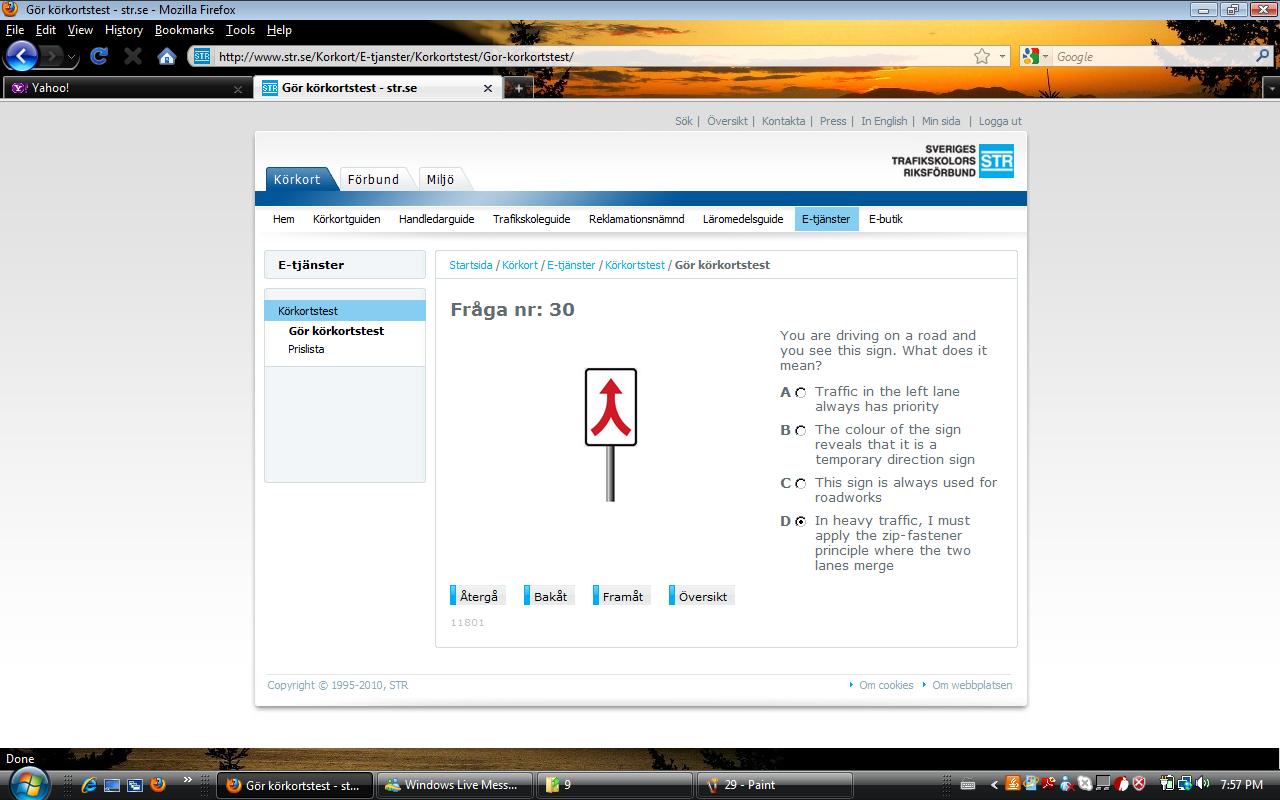 Gör körkortstest - str.se - Mozilla Firefox
File Edit View History Bookmarks Tools Help
STR http://www.str.se/Korkort/E-tjanster/Korkortstest/Gor-korkortstest/ Google
Yahoo! STR Gör körkortstest - str.se
Sök | Översikt | Kontakta | Press | In English | Min sida | Logga ut
SVERIGES
TRAFIKSKOLORS STR
RIKSFÖRBUND
Körkort Förbund Miljö
Hem Körkortguiden Handledarguide Trafikskoleguide Reklamationsnämnd Läromedelsguide E-tjänster E-butik
E-tjänster
Körkortstest
Gör körkortstest
Prislista
Startsida / Körkort / E-tjänster / Körkortstest / Gör körkortstest
Fråga nr: 30
You are driving on a road and
you see this sign. What does it
mean?
A Traffic in the left lane
always has priority
B The colour of the sign
reveals that it is a
temporary direction sign
C This sign is always used for
roadworks
D In heavy traffic, I must
apply the zip-fastener
principle where the two
lanes merge
Återgå Bakåt Framåt Översikt
11801
Copyright © 1995-2010, STR Om cookies Om webbplatsen
Done
Gör körkortstest - st... Windows Live Mess... 9 29 - Paint 7:57 PM